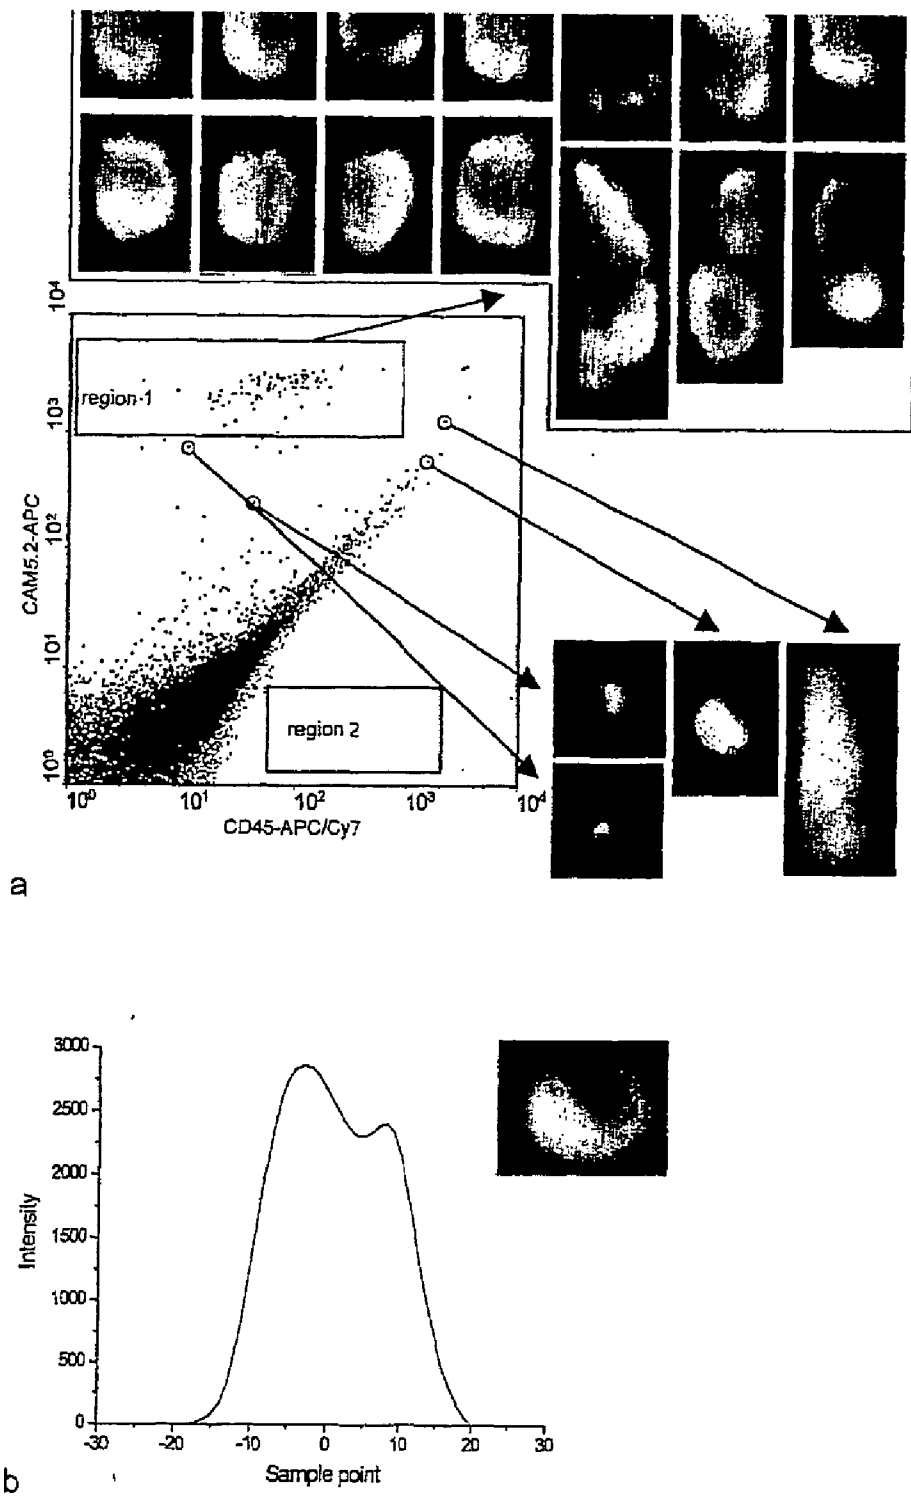 10⁴
10³
10²
10¹
10⁰
CAM5.2-APC
region 1
region 2
10⁰ 10¹ 10² 10³ 10⁴
CD45-APC/Cy7
a
3000
2500
2000
1500
1000
500
0
Intensity
-30 -20 -10 0 10 20 30
Sample point
b